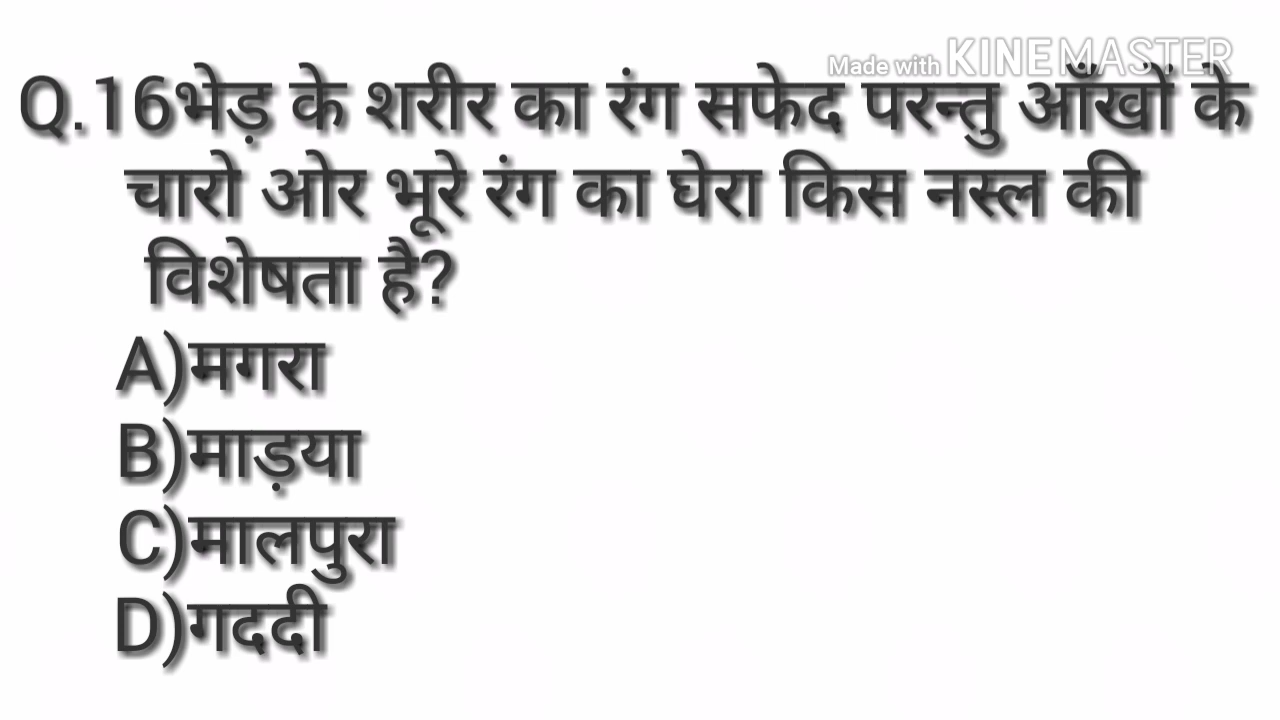 Made with KINEMASTER
Q.16भेड़ के शरीर का रंग सफेद परन्तु आँखों के
चारो ओर भूरे रंग का घेरा किस नस्ल की
विशेषता है?
A)मगरा
B)माड़या
C)मालपुरा
D)गददी